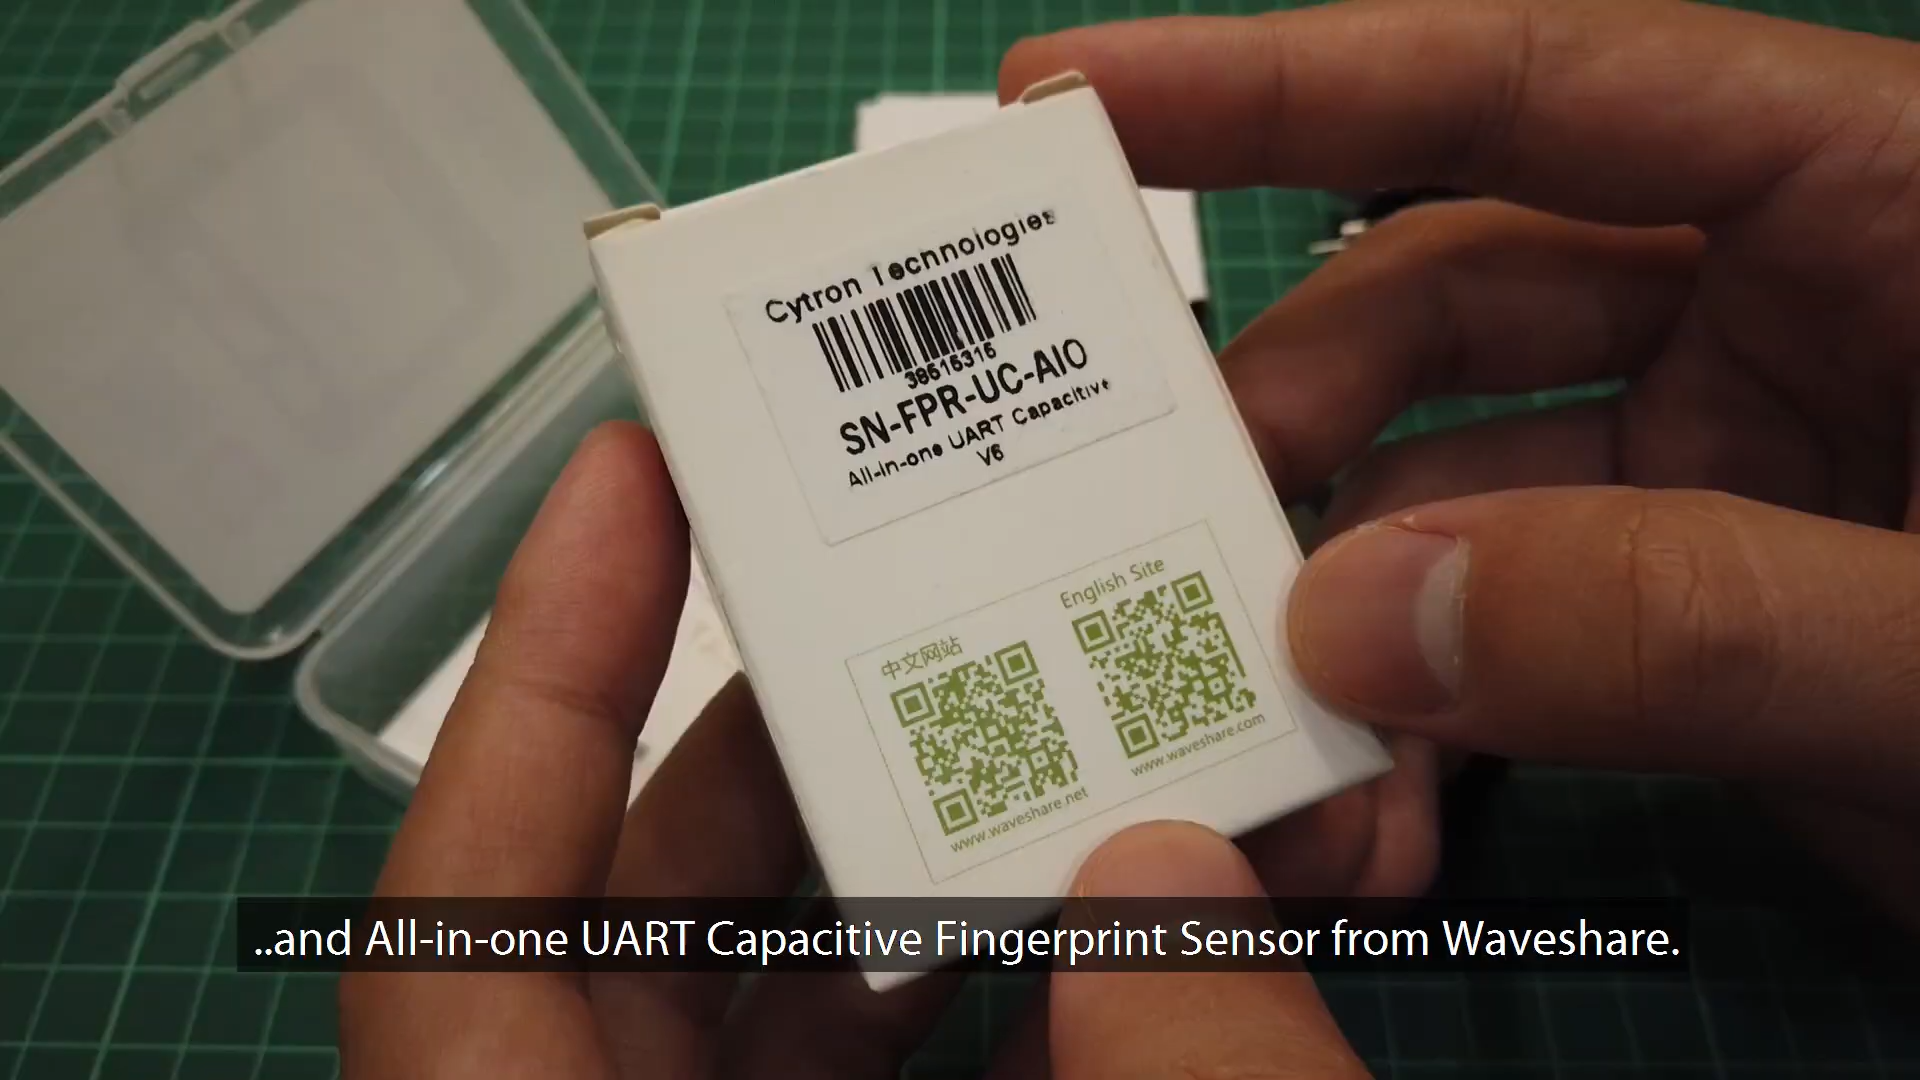 Cytron Technologies
38615315
SN-FPR-UC-AIO
All-in-one UART Capacitive
V6
English Site
中文网站
www.waveshare.com
www.waveshare.net
..and All-in-one UART Capacitive Fingerprint Sensor from Waveshare.